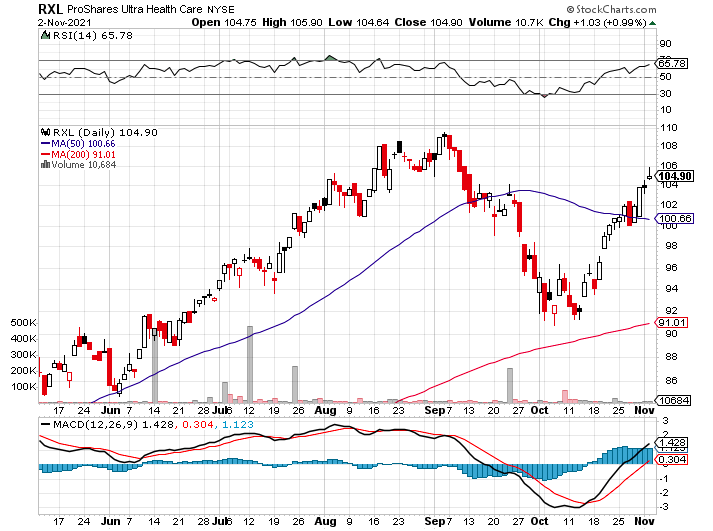 RXL ProShares Ultra Health Care NYSE © StockCharts.com
2-Nov-2021 Open 104.75 High 105.90 Low 104.64 Close 104.90 Volume 10.7K Chg +1.03 (+0.99%)
RSI(14) 65.78
90
70
65.78
50
30
10
RXL (Daily) 104.90
MA(50) 100.66
MA(200) 91.01
Volume 10,684
110
108
106
104.90
104
102
100.66
100
98
96
94
92
91.01
90
88
86
500K
400K
300K
200K
100K
10684
17 24 Jun 7 14 21 28 Jul 6 12 19 26 Aug 9 16 23 Sep 7 13 20 27 Oct 11 18 25 Nov
MACD(12,26,9) 1.428, 0.304, 1.123
3
2
1.428
1.123
0.304
-1
-2
-3
17 24 Jun 7 14 21 28 Jul 6 12 19 26 Aug 9 16 23 Sep 7 13 20 27 Oct 11 18 25 Nov